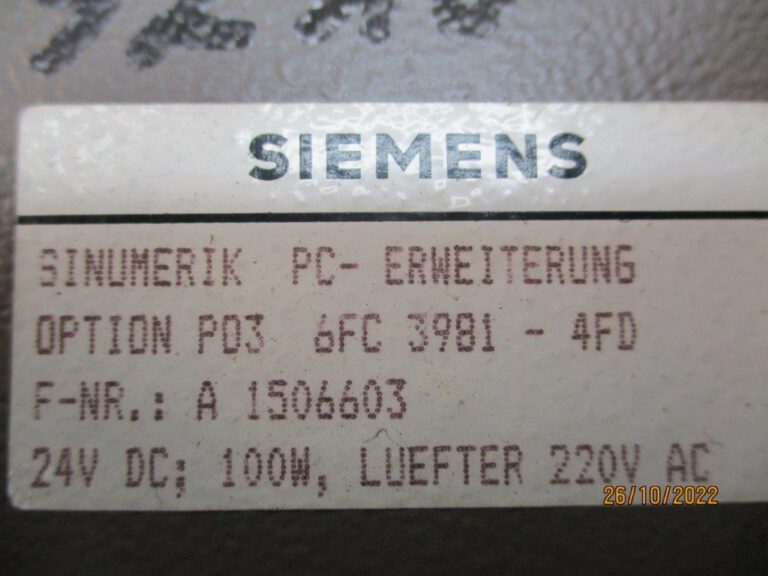 SIEMENS
SINUMERIK PC- ERWEITERUNG
OPTION P03 6FC 3981 - 4FD
F-NR.: A 1506603
24V DC; 100W, LUEFTER 220V AC
26/10/2022